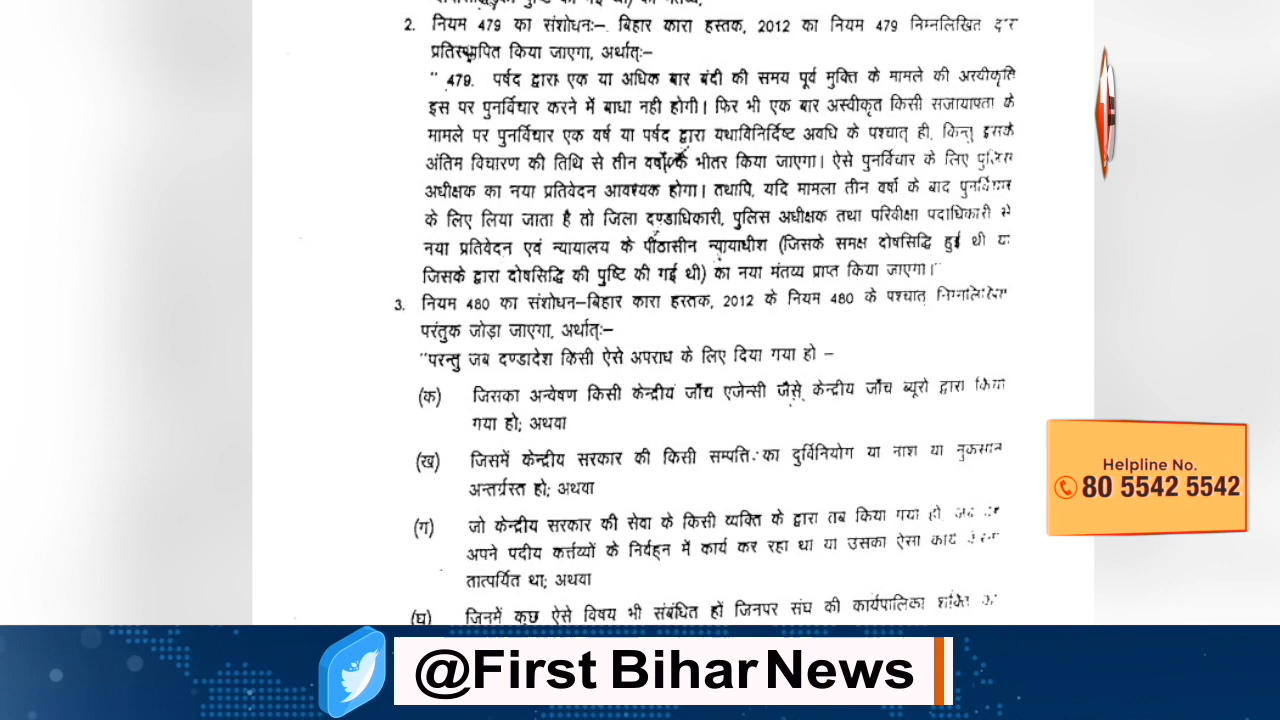 2. नियम 479 का संशोधनः– बिहार कारा हस्तक, 2012 का नियम 479 निम्नलिखित
प्रतिस्थापित किया जाएगा, अर्थात्ः–
“ 479. पर्षद द्वारा एक या अधिक बार बंदी की समय पूर्व मुक्ति के मामले की अस्वीकृति
इस पर पुनर्विचार करने में बाधा नही होगी। फिर भी एक बार अस्वीकृत किसी सजायापता के
मामले पर पुनर्विचार एक वर्ष या पर्षद द्वारा यथाविनिर्दिष्ट अवधि के पश्चात् ही, किन्तु इसके
अंतिम विचारण की तिथि से तीन वर्षों के भीतर किया जाएगा। ऐसे पुनर्विचार के लिए पुलिस
अधीक्षक का नया प्रतिवेदन आवश्यक होगा। तथापि, यदि मामला तीन वर्षो के बाद पुनर्विचार
के लिए लिया जाता है तो जिला दण्डाधिकारी, पुलिस अधीक्षक तथा परिवीक्षा पदाधिकारी से
नया प्रतिवेदन एवं न्यायालय के पीठासीन न्यायाधीश (जिसके समक्ष दोषसिद्धि हुई थी या
जिसके द्वारा दोषसिद्धि की पुष्टि की गई थी) का नया मंतव्य प्राप्त किया जाएगा।”
3. नियम 480 का संशोधन–बिहार कारा हस्तक, 2012 के नियम 480 के पश्चात् निम्नलिखित
परंतुक जोड़ा जाएगा, अर्थात्ः–
“परन्तु जब दण्डादेश किसी ऐसे अपराध के लिए दिया गया हो –
(क) जिसका अन्वेषण किसी केन्द्रीय जाँच एजेन्सी जैसे, केन्द्रीय जाँच ब्यूरो द्वारा किया
गया हो; अथवा
(ख) जिसमें केन्द्रीय सरकार की किसी सम्पत्ति का दुर्विनियोग या नाश या नुकसान
अन्तर्ग्रस्त हो; अथवा
(ग) जो केन्द्रीय सरकार की सेवा के किसी व्यक्ति के द्वारा तब किया गया हो,
अपने पदीय कर्त्तव्यों के निर्वहन में कार्य कर रहा था या उसका ऐसा कार्य
तात्पर्यित था; अथवा
(घ) जिनमें कुछ ऐसे विषय भी संबंधित हों जिनपर संघ की कार्यपालिका शक्ति
Helpline No.
80 5542 5542
@First Bihar News